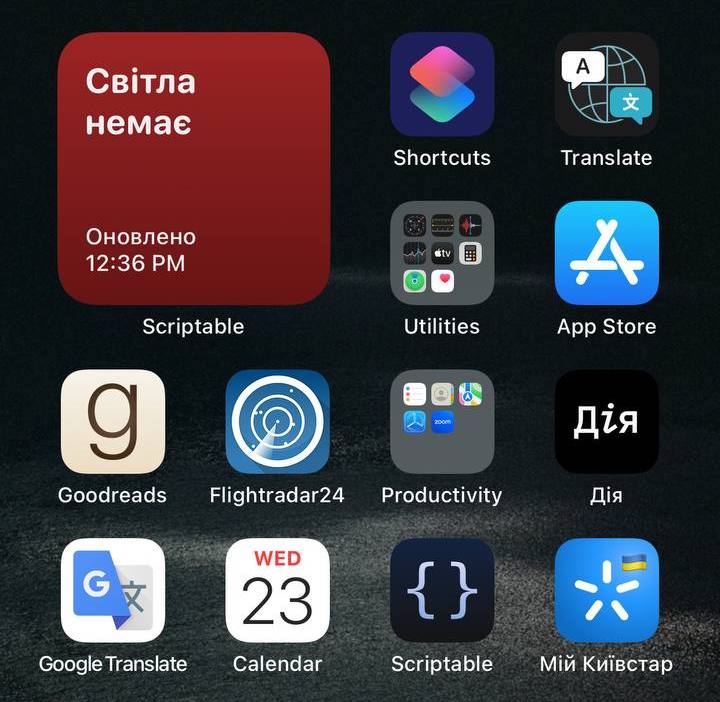 Світла
немає
Оновлено
12:36 PM
Scriptable
Shortcuts
A
文
Translate
tv
Utilities
App Store
g
Goodreads
Flightradar24
zoom
Productivity
Дія
Дія
G
文
Google Translate
WED
23
Calendar
{ }
Scriptable
Мій Київстар